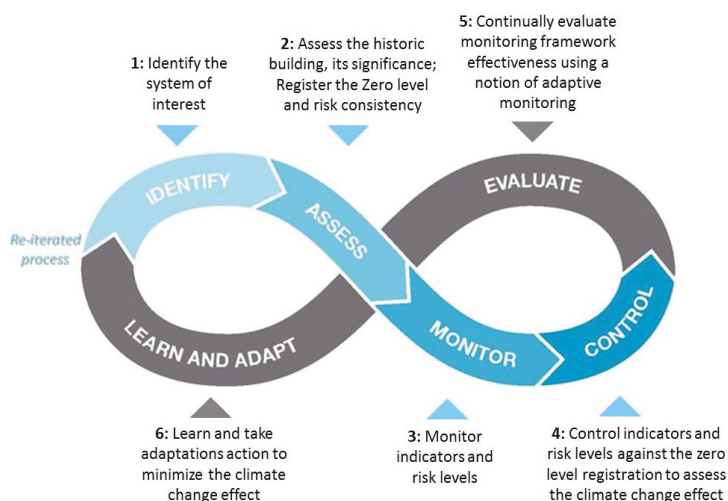 1: Identify the
system of
interest
2: Assess the historic
building, its significance;
Register the Zero level
and risk consistency
5: Continually evaluate
monitoring framework
effectiveness using a
notion of adaptive
monitoring
IDENTIFY
ASSESS
EVALUATE
Re-iterated
process
LEARN AND ADAPT
MONITOR
CONTROL
6: Learn and take
adaptations action to
minimize the climate
change effect
3: Monitor
indicators and
risk levels
4: Control indicators and
risk levels against the zero
level registration to assess
the climate change effect